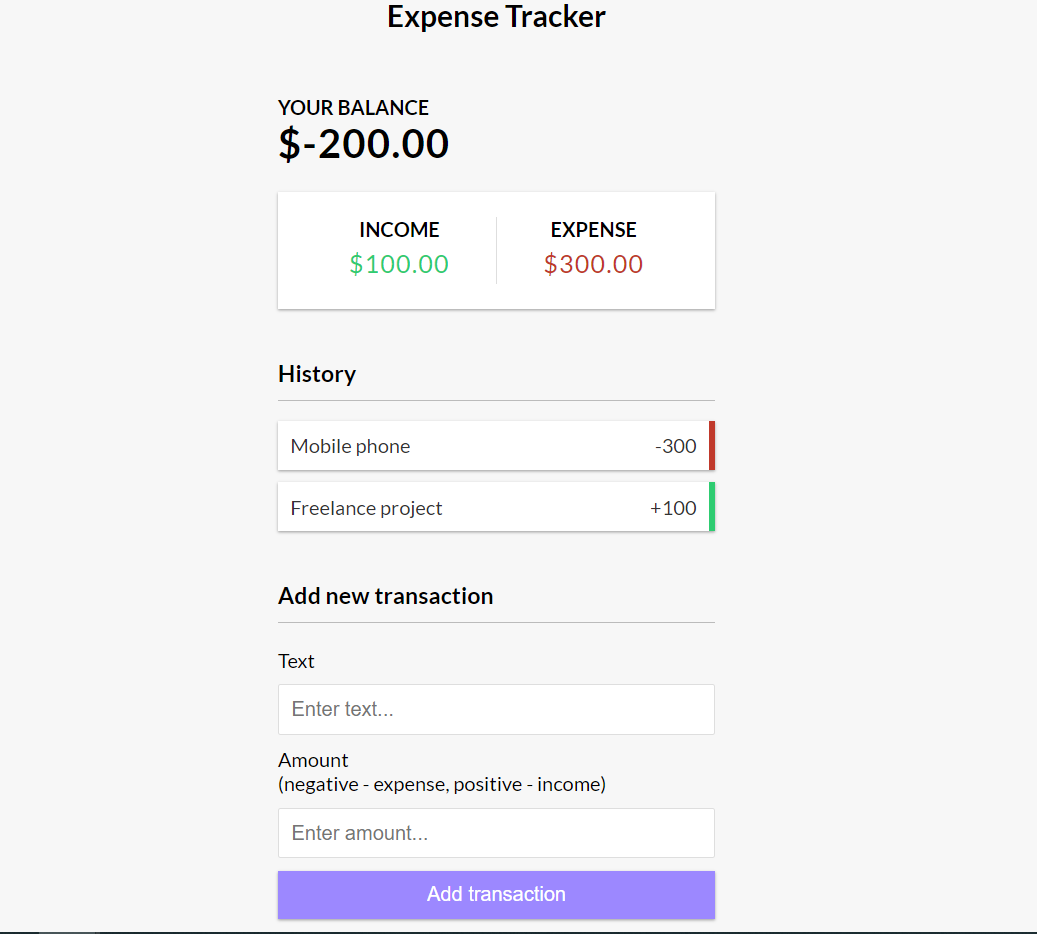 Expense Tracker
YOUR BALANCE
$-200.00
INCOME EXPENSE
$100.00 $300.00
History
Mobile phone -300
Freelance project +100
Add new transaction
Text
Enter text...
Amount
(negative - expense, positive - income)
Enter amount...
Add transaction